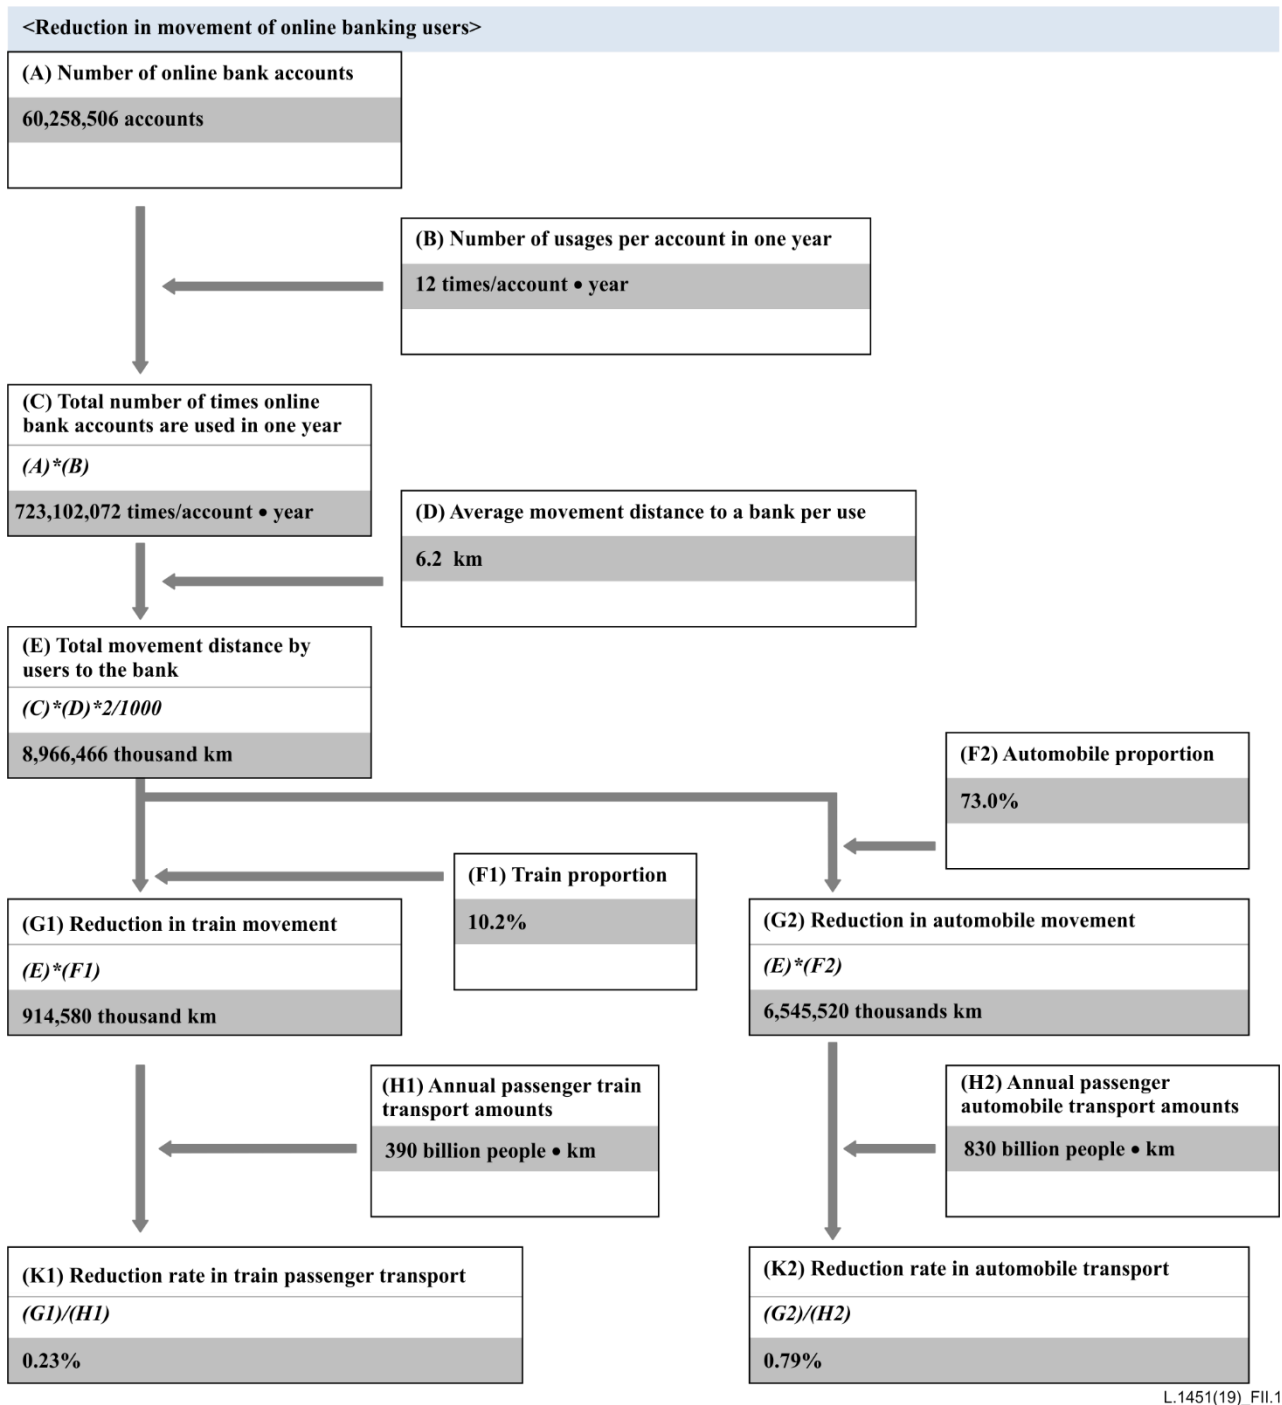 <Reduction in movement of online banking users>
(A) Number of online bank accounts
60,258,506 accounts
(B) Number of usages per account in one year
12 times/account • year
(C) Total number of times online
bank accounts are used in one year
(A)*(B)
723,102,072 times/account • year
(D) Average movement distance to a bank per use
6.2 km
(E) Total movement distance by
users to the bank
(C)*(D)*2/1000
8,966,466 thousand km
(F2) Automobile proportion
73.0%
(F1) Train proportion
10.2%
(G1) Reduction in train movement
(E)*(F1)
914,580 thousand km
(G2) Reduction in automobile movement
(E)*(F2)
6,545,520 thousands km
(H1) Annual passenger train
transport amounts
390 billion people • km
(H2) Annual passenger
automobile transport amounts
830 billion people • km
(K1) Reduction rate in train passenger transport
(G1)/(H1)
0.23%
(K2) Reduction rate in automobile transport
(G2)/(H2)
0.79%
L.1451(19)_FII.1